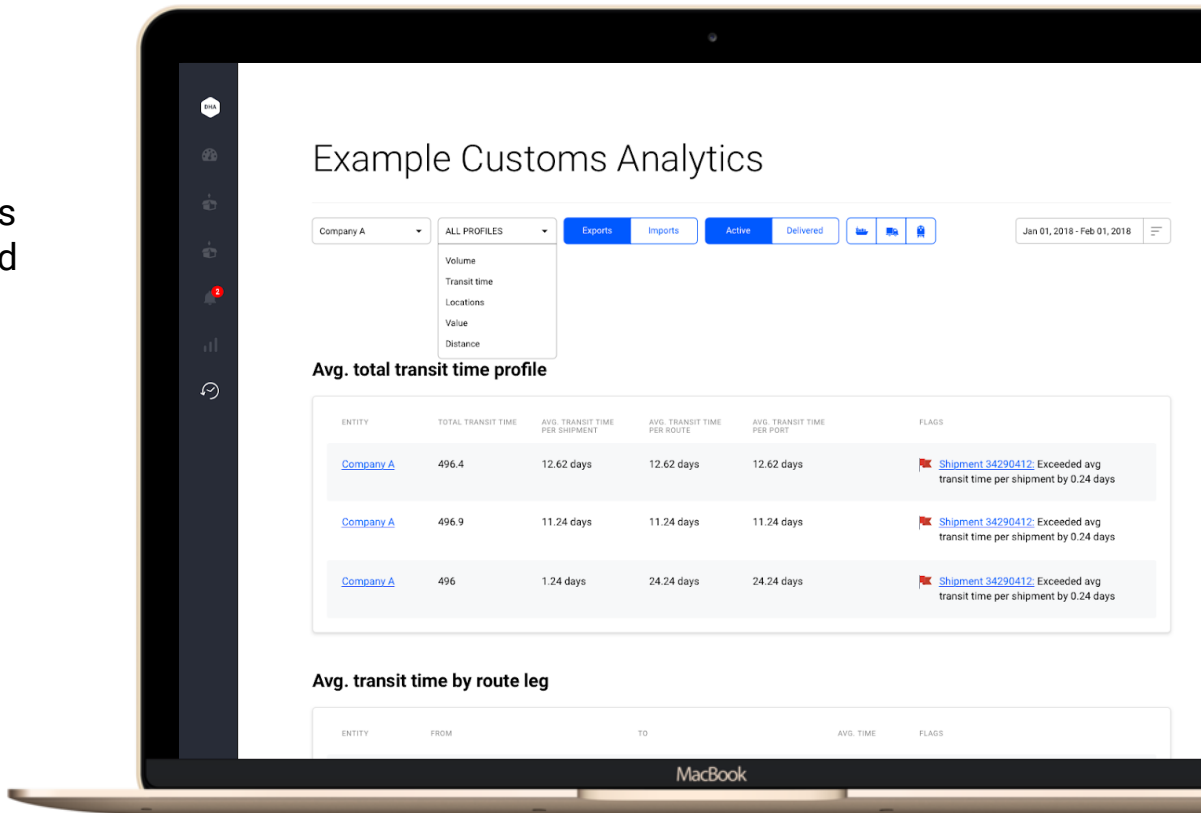 s
d
DHA
2
Example Customs Analytics
Company A
ALL PROFILES
Exports
Imports
Active
Delivered
Jan 01, 2018 - Feb 01, 2018
Volume
Transit time
Locations
Value
Distance
Avg. total transit time profile
ENTITY
TOTAL TRANSIT TIME
AVG. TRANSIT TIME
PER SHIPMENT
AVG. TRANSIT TIME
PER ROUTE
AVG. TRANSIT TIME
PER PORT
FLAGS
Company A
496.4
12.62 days
12.62 days
12.62 days
Shipment 34290412: Exceeded avg
transit time per shipment by 0.24 days
Company A
496.9
11.24 days
11.24 days
11.24 days
Shipment 34290412: Exceeded avg
transit time per shipment by 0.24 days
Company A
496
1.24 days
24.24 days
24.24 days
Shipment 34290412: Exceeded avg
transit time per shipment by 0.24 days
Avg. transit time by route leg
ENTITY
FROM
TO
AVG. TIME
FLAGS
MacBook